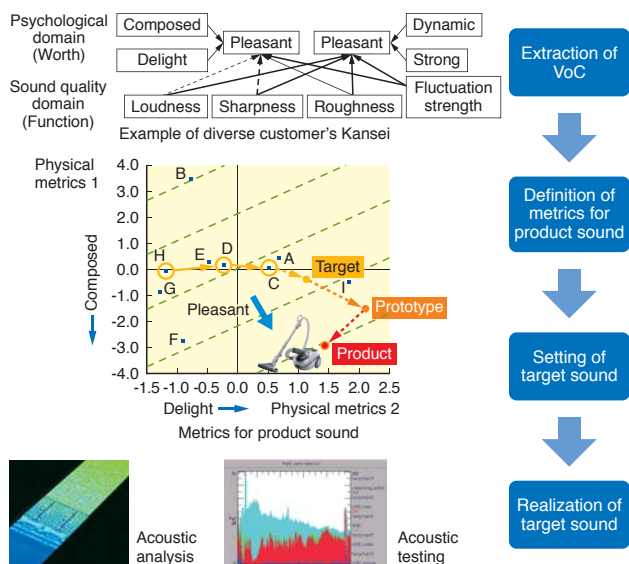 Psychological
domain
(Worth)
Composed
Delight
Pleasant
Pleasant
Dynamic
Strong
Sound quality
domain
(Function)
Loudness
Sharpness
Roughness
Fluctuation
strength
Example of diverse customer's Kansei
Extraction of
VoC
Definition of
metrics for
product sound
Setting of
target sound
Realization of
target sound
Physical
metrics 1
4.0
3.0
2.0
1.0
0.0
-1.0
-2.0
-3.0
-4.0
Composed
B
H
E
D
A
C
G
F
I
Target
Prototype
Pleasant
Product
-1.5 -1.0 -0.5 0.0 0.5 1.0 1.5 2.0 2.5
Delight Physical metrics 2
Metrics for product sound
Acoustic
analysis
Acoustic
testing